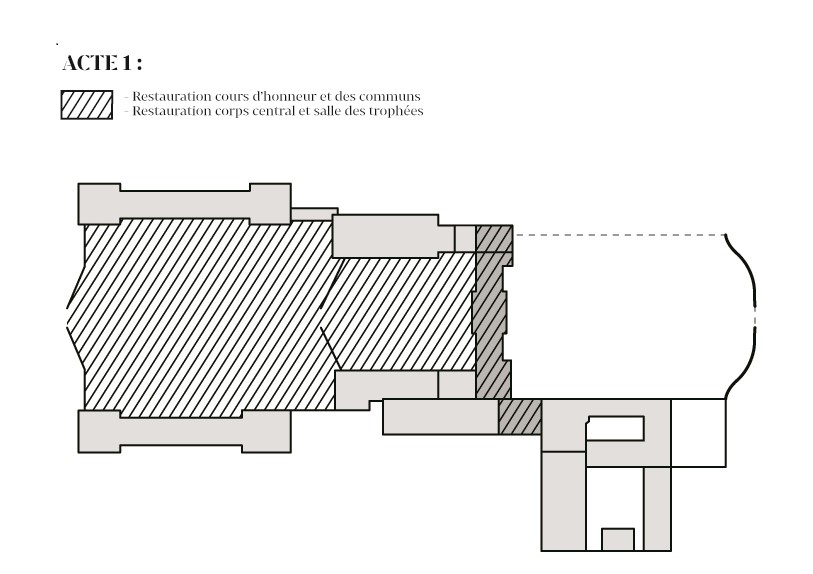 ACTE 1 :
- Restauration cours d'honneur et des communs
- Restauration corps central et salle des trophées